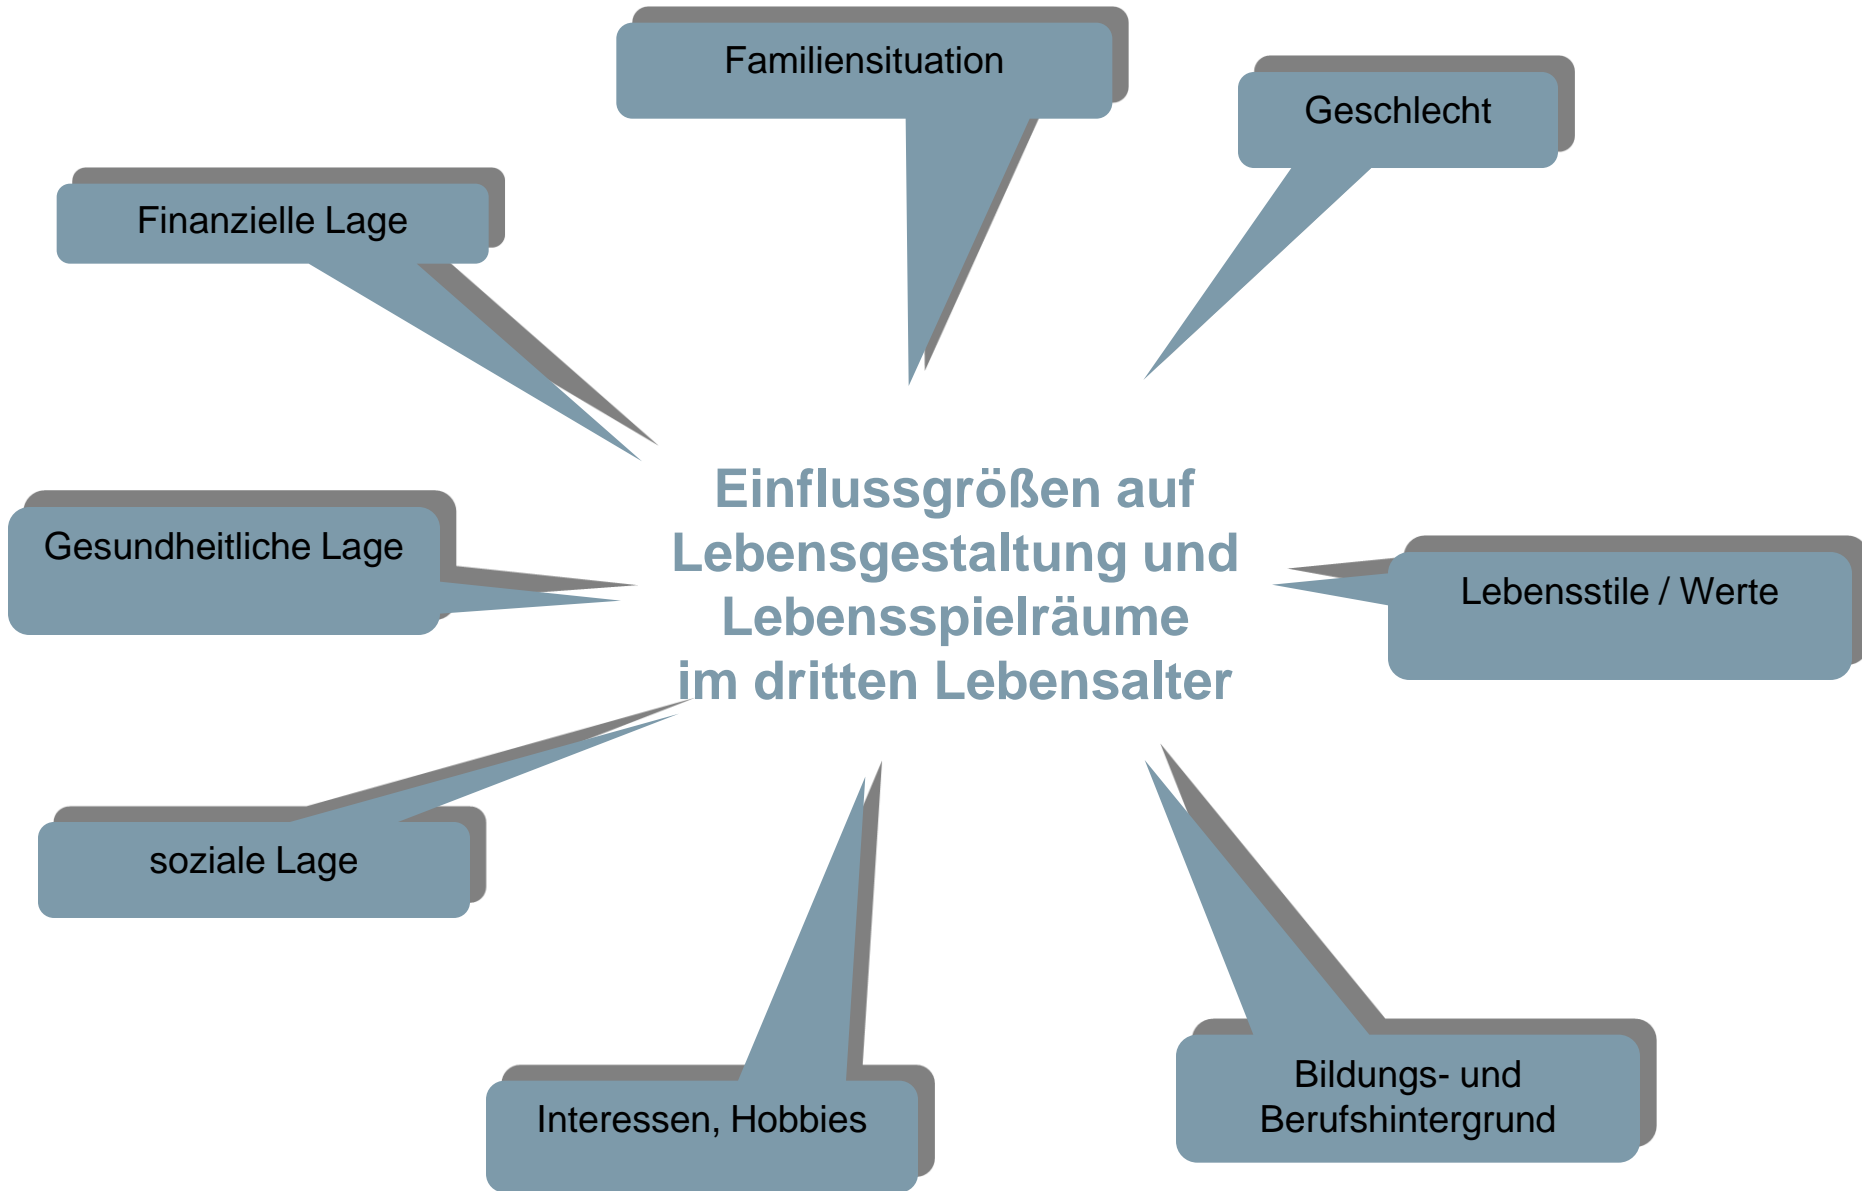 Familiensituation
Geschlecht
Finanzielle Lage
Einflussgrößen auf
Lebensgestaltung und
Lebensspielräume
im dritten Lebensalter
Gesundheitliche Lage
Lebensstile / Werte
soziale Lage
Interessen, Hobbies
Bildungs- und
Berufshintergrund